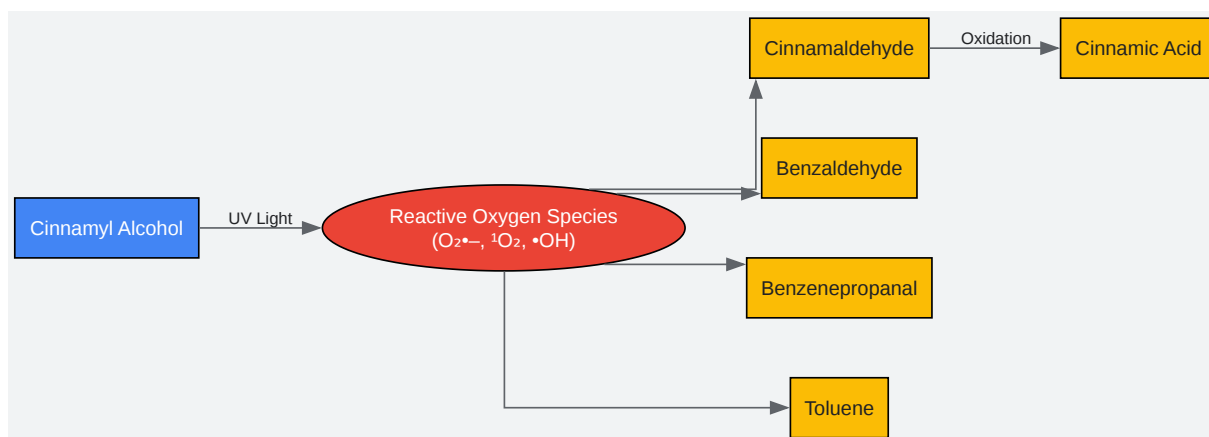 Cinnamaldehyde
Oxidation
Cinnamic Acid
Benzaldehyde
Cinnamyl Alcohol
UV Light
Reactive Oxygen Species
(O₂•–, ¹O₂, •OH)
Benzenepropanal
Toluene